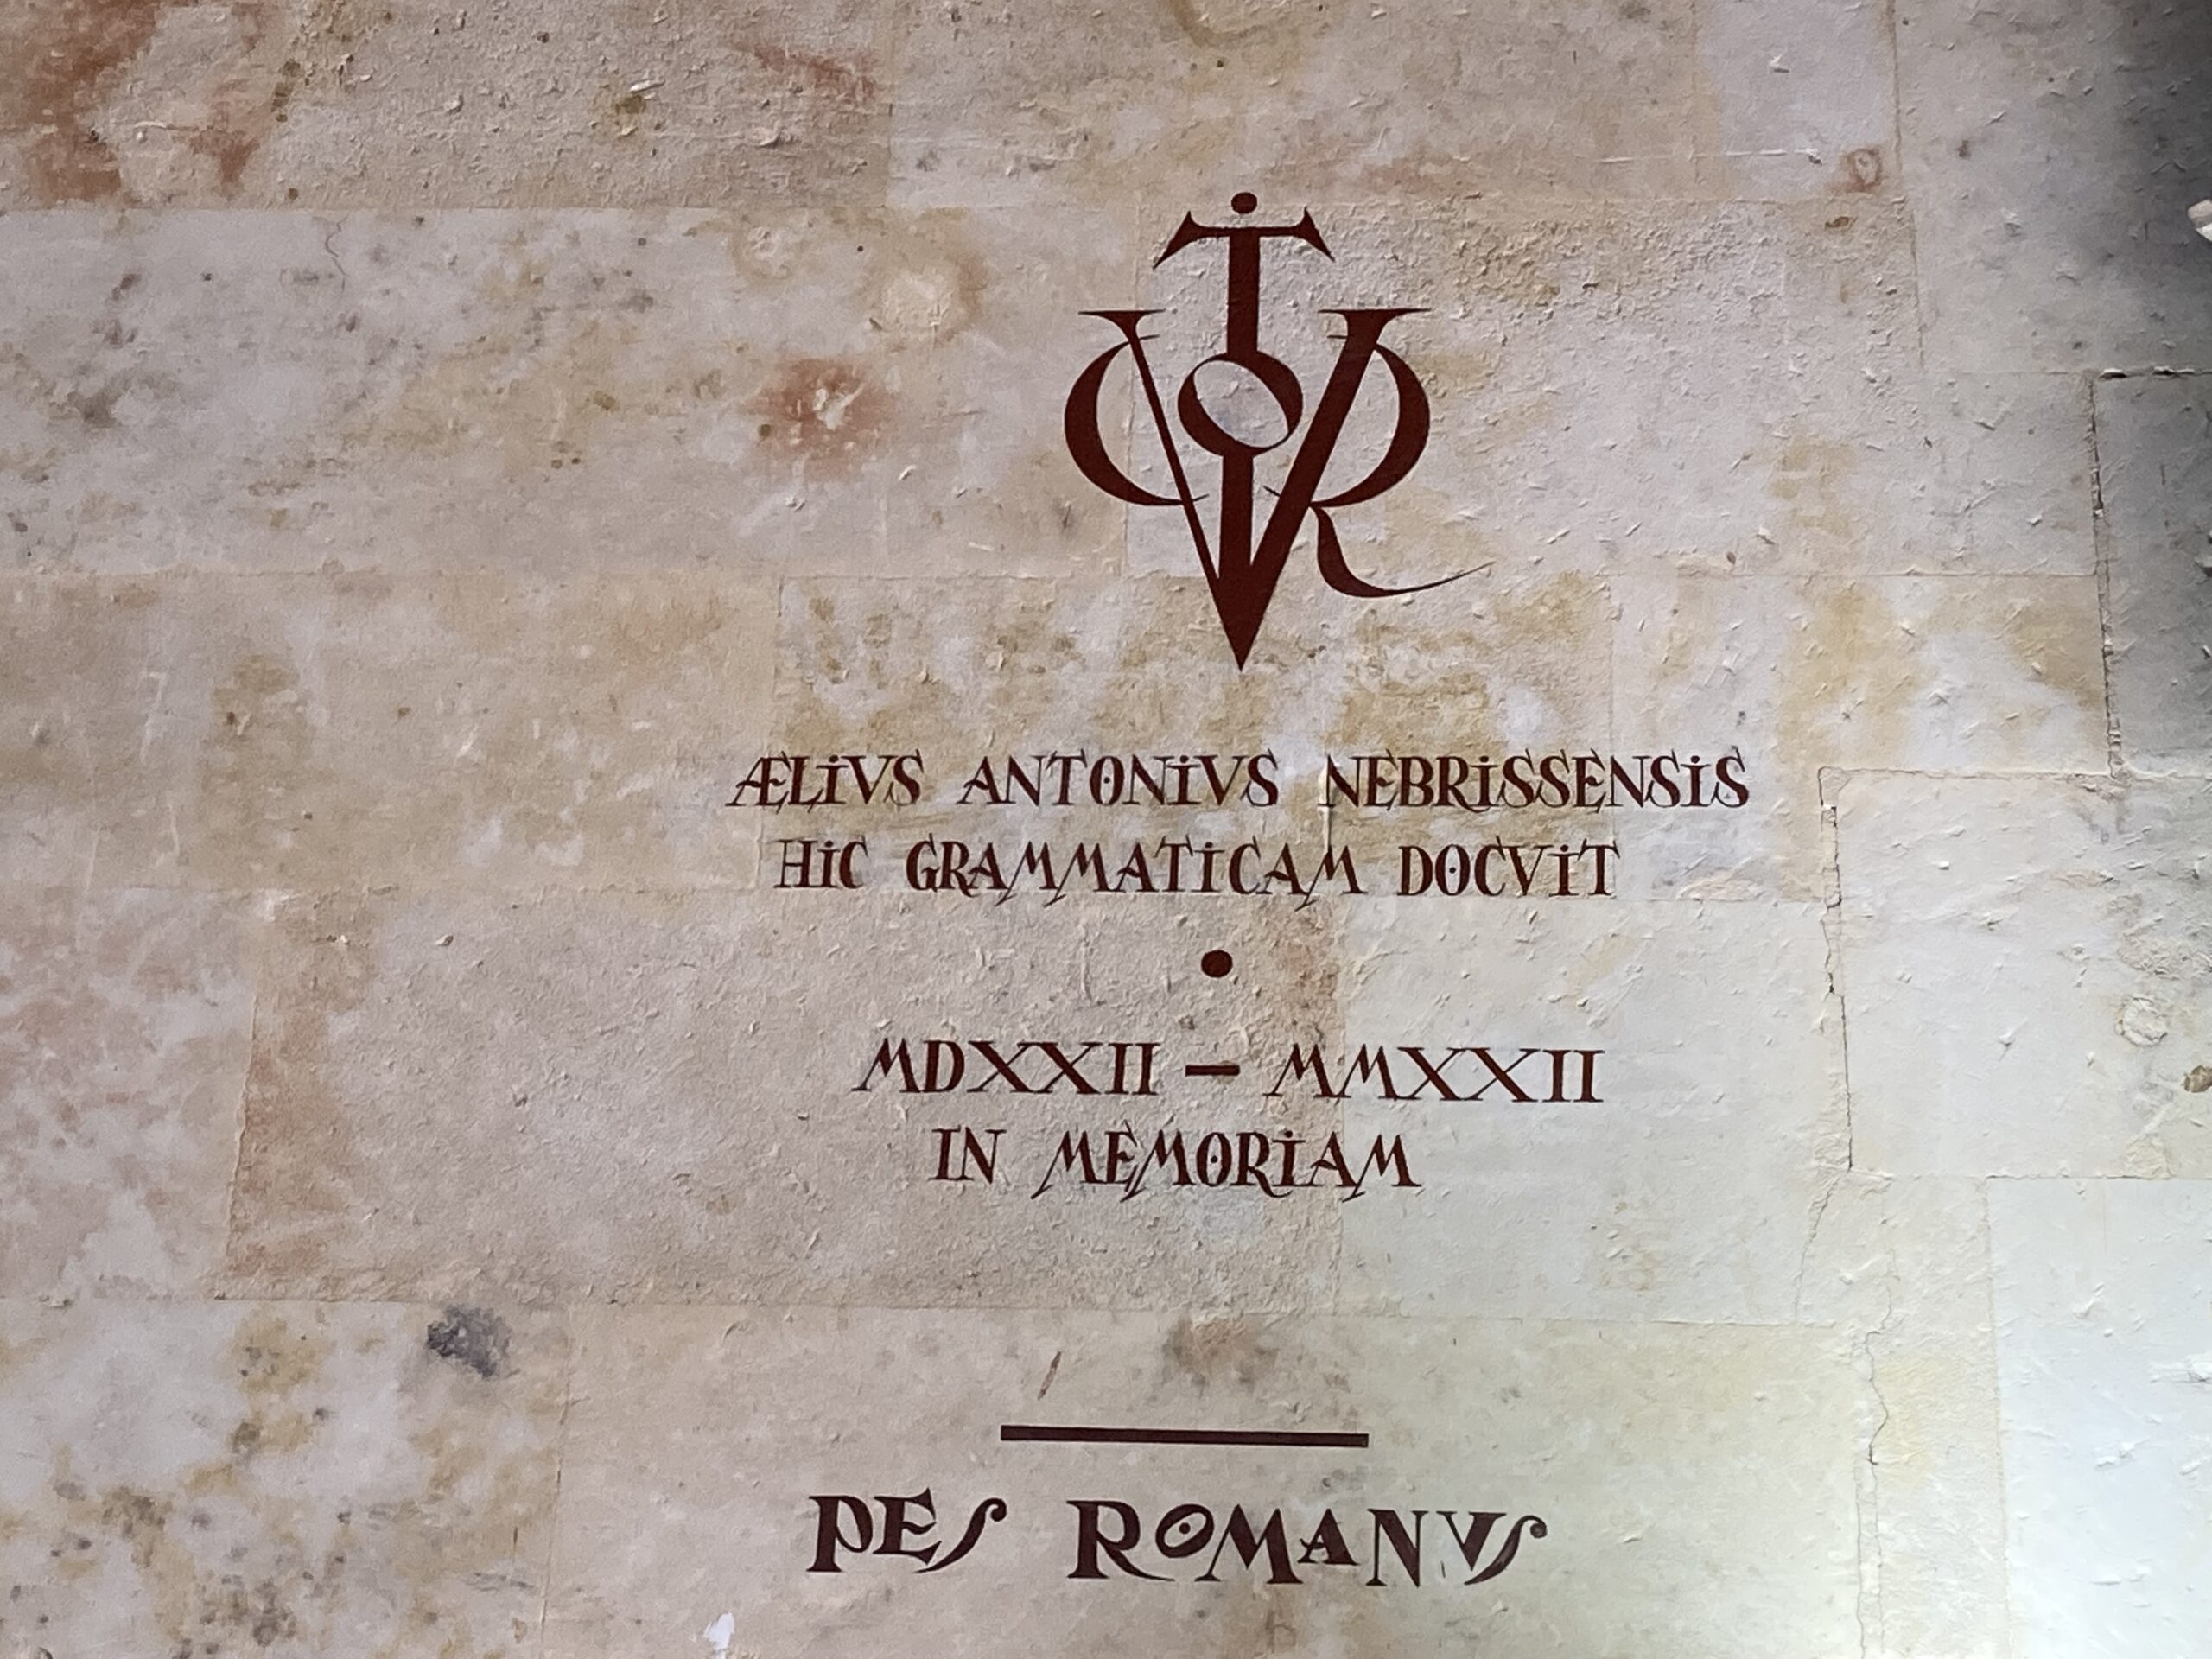 ÆLIVS ANTONIVS NEBRISSENSIS
HIC GRAMMATICAM DOCVIT
•
MDXXII — MMXXII
IN MEMORIAM
PES ROMANVS